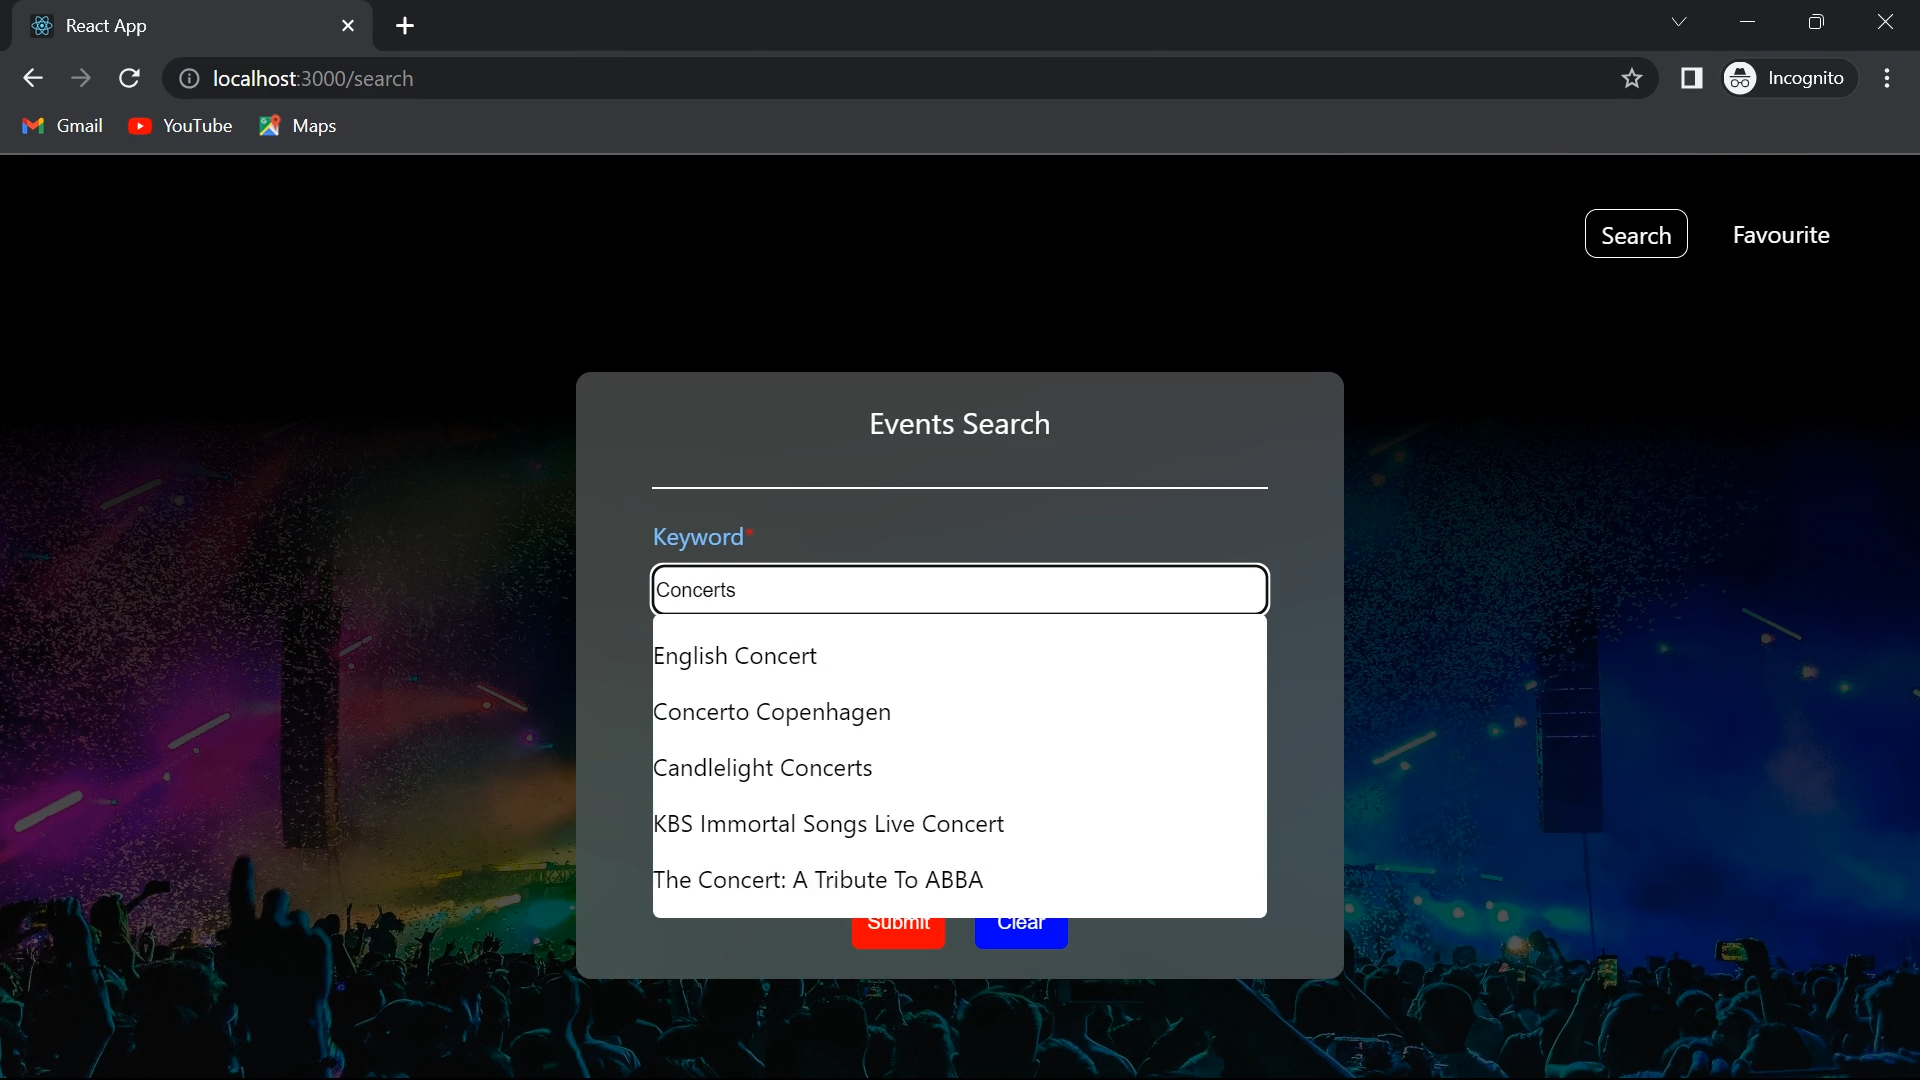 React App
localhost:3000/search
Incognito
Gmail
YouTube
Maps
Search
Favourite
Events Search
Keyword*
Concerts
English Concert
Concerto Copenhagen
Candlelight Concerts
KBS Immortal Songs Live Concert
The Concert: A Tribute To ABBA
Submit
Clear